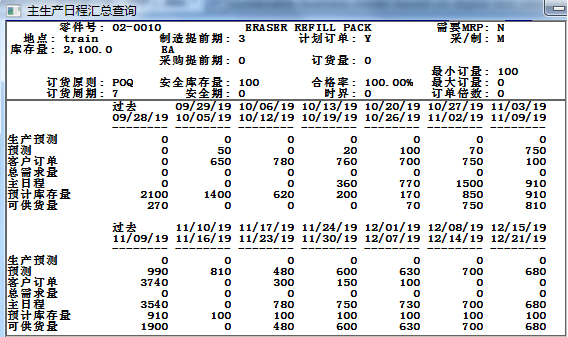 主生产日程汇总查询
零件号: 02-0010 ERASER REFILL PACK 需要MRP: N
地点: train 制造提前期: 3 计划订单: Y 采/制: M
库存量: 2,100.0 EA
采购提前期: 0 订货量: 0
最小订量: 100
订货原则: POQ 安全库存量: 100 合格率: 100.00% 最大订量: 0
订货周期: 7 安全期: 0 时界: 0 订单倍数: 0
过去 09/29/19 10/06/19 10/13/19 10/20/19 10/27/19 11/03/19
09/28/19 10/05/19 10/12/19 10/19/19 10/26/19 11/02/19 11/09/19
-------- -------- -------- -------- -------- -------- --------
生产预测 0 0 0 0 0 0 0
预测 0 50 0 20 100 70 750
客户订单 0 650 780 760 700 750 100
总需求量 0 0 0 0 0 0 0
主日程 0 0 0 360 770 1500 910
预计库存量 2100 1400 620 200 170 850 910
可供货量 270 0 0 0 70 750 810
过去 11/10/19 11/17/19 11/24/19 12/01/19 12/08/19 12/15/19
11/09/19 11/16/19 11/23/19 11/30/19 12/07/19 12/14/19 12/21/19
-------- -------- -------- -------- -------- -------- --------
生产预测 0 0 0 0 0 0 0
预测 990 810 480 600 630 700 680
客户订单 3740 0 300 150 100 0 0
总需求量 0 0 0 0 0 0 0
主日程 3540 0 780 750 730 700 680
预计库存量 910 100 100 100 100 100 100
可供货量 1900 0 480 600 630 700 680